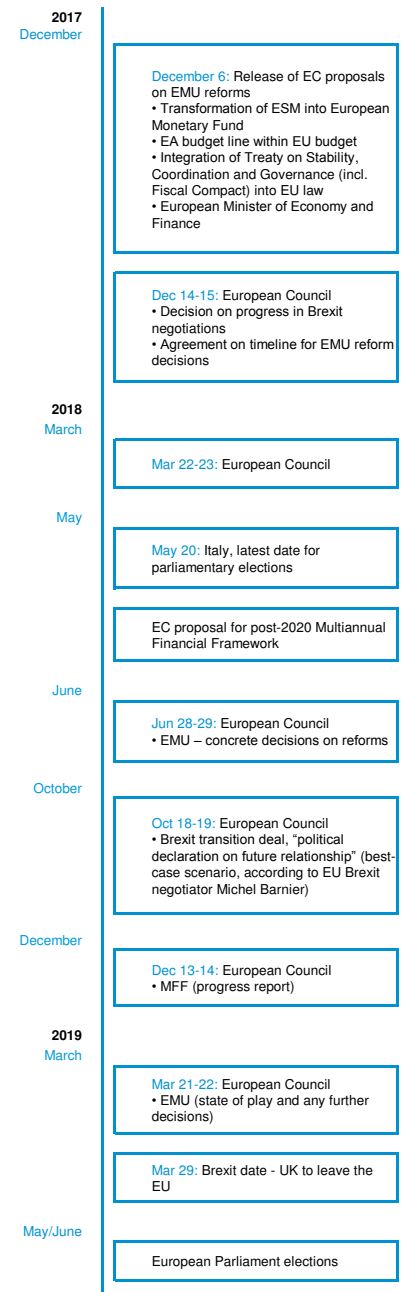 2017
December
December 6: Release of EC proposals
on EMU reforms
• Transformation of ESM into European
Monetary Fund
• EA budget line within EU budget
• Integration of Treaty on Stability,
Coordination and Governance (incl.
Fiscal Compact) into EU law
• European Minister of Economy and
Finance
Dec 14-15: European Council
• Decision on progress in Brexit
negotiations
• Agreement on timeline for EMU reform
decisions
2018
March
Mar 22-23: European Council
May
May 20: Italy, latest date for
parliamentary elections
EC proposal for post-2020 Multiannual
Financial Framework
June
Jun 28-29: European Council
• EMU – concrete decisions on reforms
October
Oct 18-19: European Council
• Brexit transition deal, “political
declaration on future relationship” (best-
case scenario, according to EU Brexit
negotiator Michel Barnier)
December
Dec 13-14: European Council
• MFF (progress report)
2019
March
Mar 21-22: European Council
• EMU (state of play and any further
decisions)
Mar 29: Brexit date - UK to leave the
EU
May/June
European Parliament elections